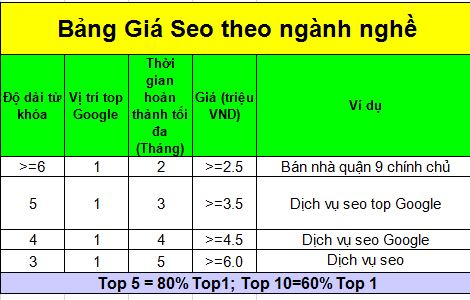 Bảng Giá Seo theo ngành nghề
Độ dài từ khóa | Vị trí top Google | Thời gian hoàn thành tối đa (Tháng) | Giá (triệu VND) | Ví dụ
>=6 | 1 | 2 | >=2.5 | Bán nhà quận 9 chính chủ
5 | 1 | 3 | >=3.5 | Dịch vụ seo top Google
4 | 1 | 4 | >=4.5 | Dịch vụ seo Google
3 | 1 | 5 | >=6.0 | Dịch vụ seo
Top 5 = 80% Top1; Top 10=60% Top 1